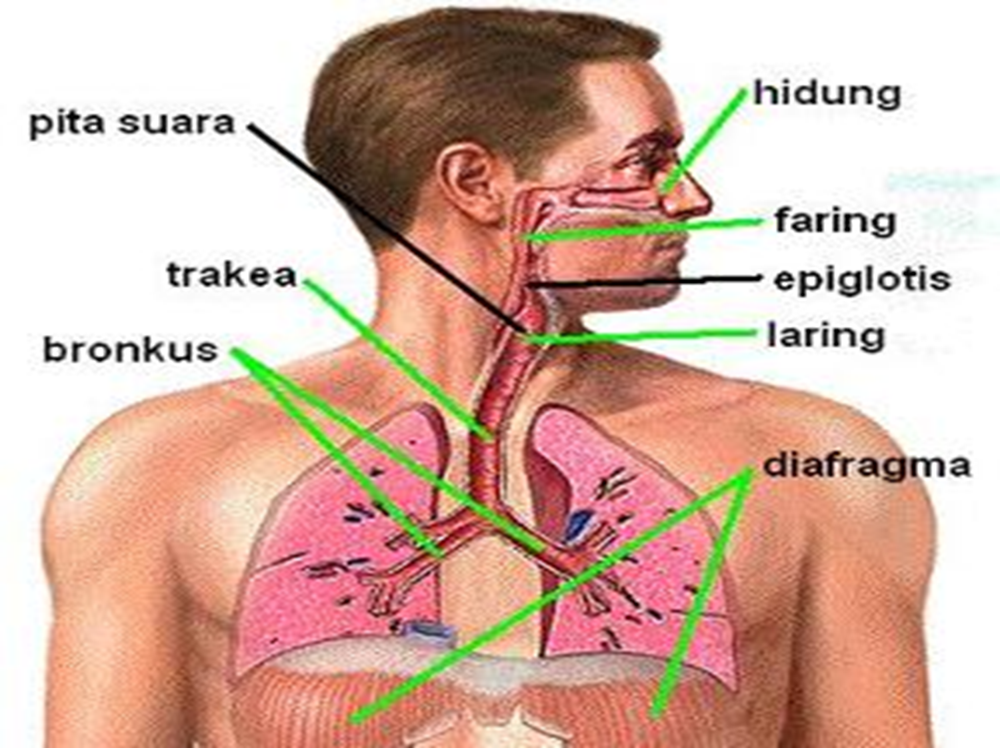 hidung
pita suara
faring
trakea
epiglotis
laring
bronkus
diafragma